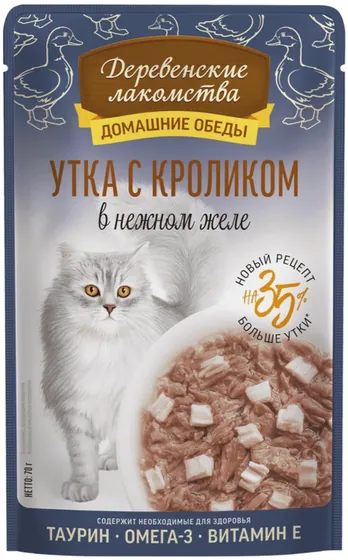 Деревенские
лакомства
ДОМАШНИЕ ОБЕДЫ
УТКА С КРОЛИКОМ
в нежном желе
НОВЫЙ РЕЦЕПТ
НА 35%
БОЛЬШЕ УТКИ*
НЕТТО: 70 г
СОДЕРЖИТ НЕОБХОДИМЫЕ ДЛЯ ЗДОРОВЬЯ
ТАУРИН · ОМЕГА-3 · ВИТАМИН Е